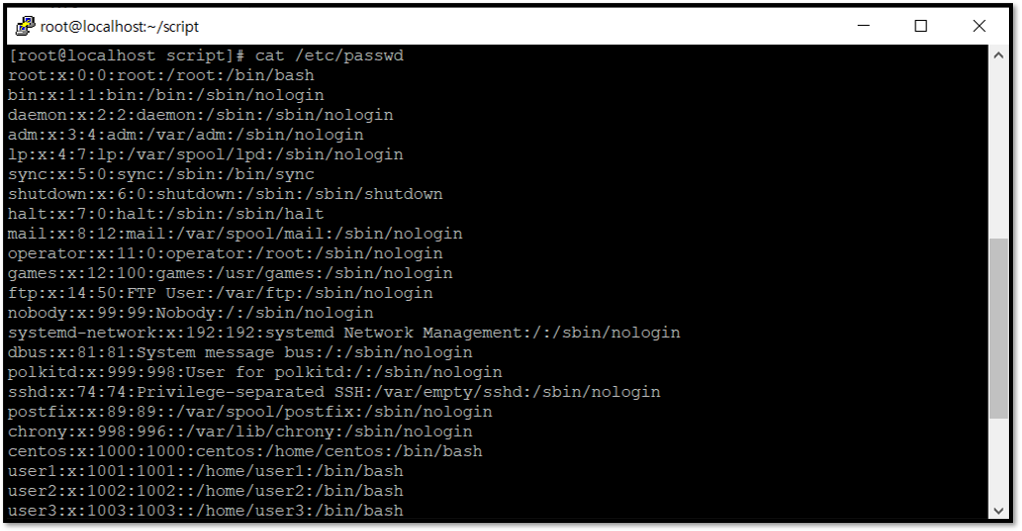 root@localhost:~/script
[root@localhost script]# cat /etc/passwd
root:x:0:0:root:/root:/bin/bash
bin:x:1:1:bin:/bin:/sbin/nologin
daemon:x:2:2:daemon:/sbin:/sbin/nologin
adm:x:3:4:adm:/var/adm:/sbin/nologin
lp:x:4:7:lp:/var/spool/lpd:/sbin/nologin
sync:x:5:0:sync:/sbin:/bin/sync
shutdown:x:6:0:shutdown:/sbin:/sbin/shutdown
halt:x:7:0:halt:/sbin:/sbin/halt
mail:x:8:12:mail:/var/spool/mail:/sbin/nologin
operator:x:11:0:operator:/root:/sbin/nologin
games:x:12:100:games:/usr/games:/sbin/nologin
ftp:x:14:50:FTP User:/var/ftp:/sbin/nologin
nobody:x:99:99:Nobody:/:/sbin/nologin
systemd-network:x:192:192:systemd Network Management:/:/sbin/nologin
dbus:x:81:81:System message bus:/:/sbin/nologin
polkitd:x:999:998:User for polkitd:/:/sbin/nologin
sshd:x:74:74:Privilege-separated SSH:/var/empty/sshd:/sbin/nologin
postfix:x:89:89::/var/spool/postfix:/sbin/nologin
chrony:x:998:996::/var/lib/chrony:/sbin/nologin
centos:x:1000:1000:centos:/home/centos:/bin/bash
user1:x:1001:1001::/home/user1:/bin/bash
user2:x:1002:1002::/home/user2:/bin/bash
user3:x:1003:1003::/home/user3:/bin/bash